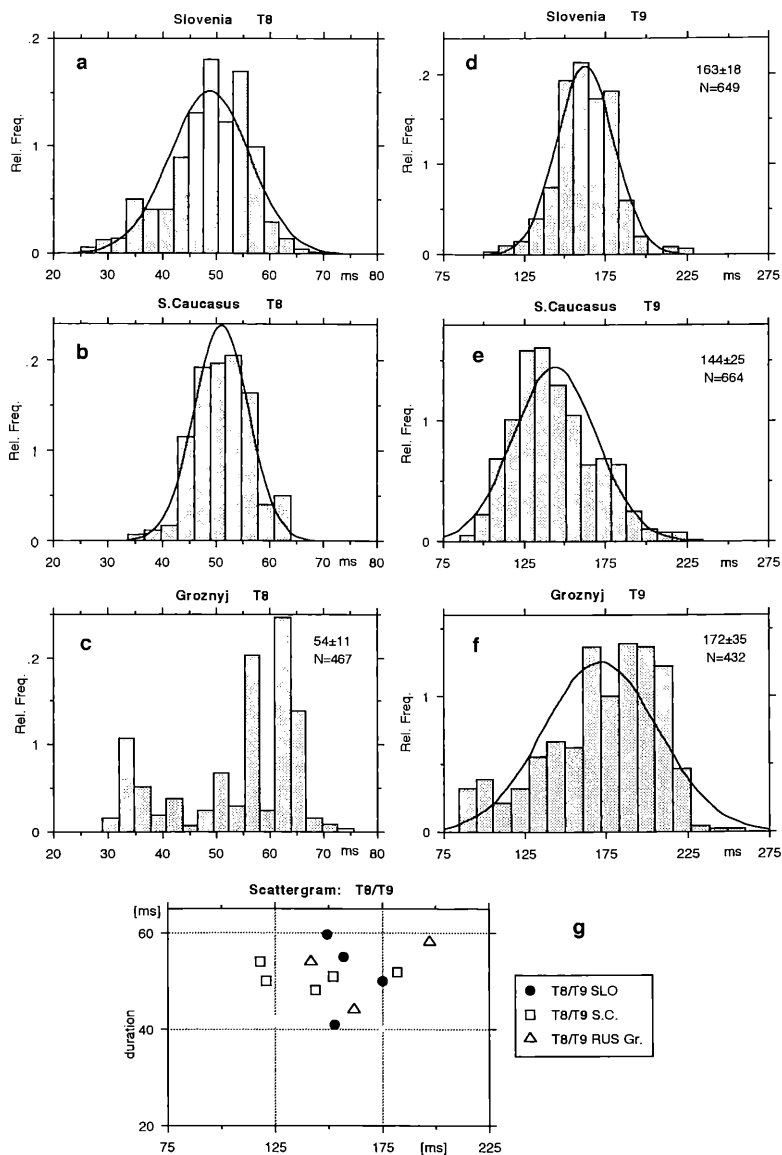 Slovenia T8
.2
a
Rel. Freq.
.1
0
20 30 40 50 60 70 ms 80
Slovenia T9
.2
d
163±18
N=649
Rel. Freq.
.1
0
75 125 175 225 ms 275
S.Caucasus T8
.2
b
Rel. Freq.
.1
0
20 30 40 50 60 70 ms 80
S.Caucasus T9
e
144±25
N=664
Rel. Freq.
.1
0
75 125 175 225 ms 275
Groznyj T8
.2
c
54±11
N=467
Rel. Freq.
.1
0
20 30 40 50 60 70 ms 80
Groznyj T9
f
172±35
N=432
Rel. Freq.
.1
0
75 125 175 225 ms 275
Scattergram: T8/T9
[ms]
60
40
20
duration
75 125 175 [ms] 225
g
T8/T9 SLO
T8/T9 S.C.
T8/T9 RUS Gr.